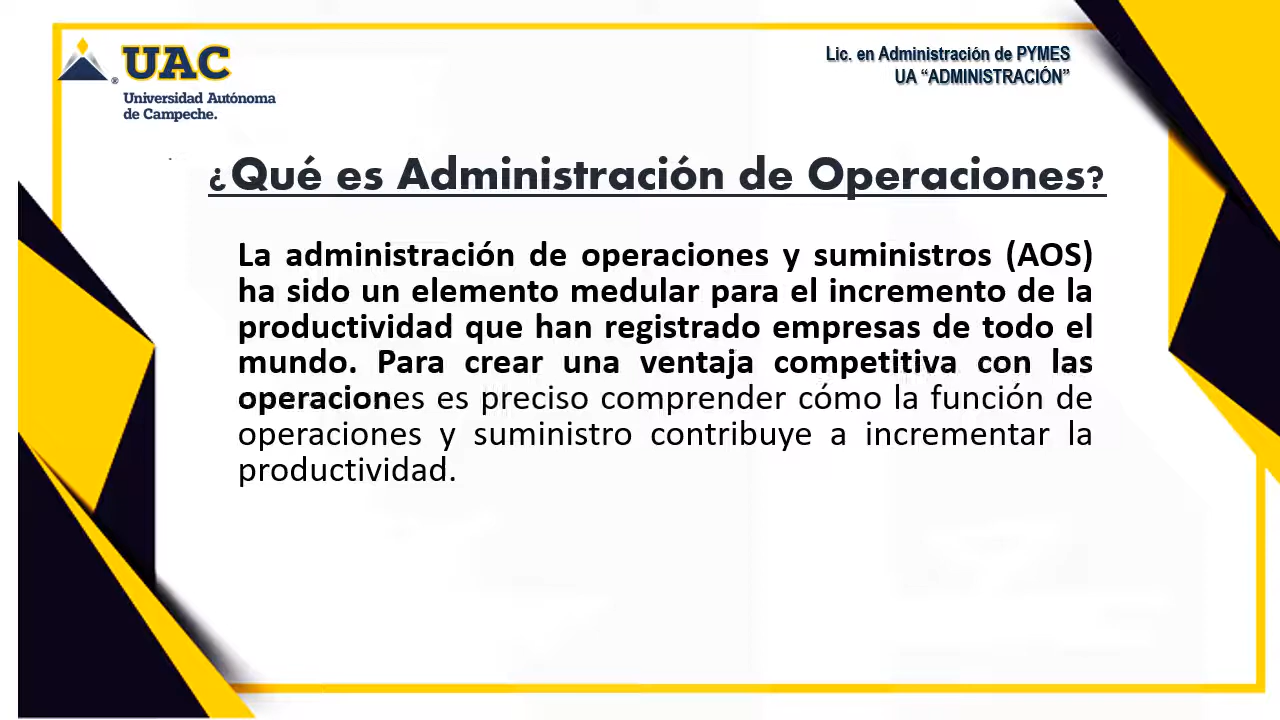 UAC
®
Universidad Autónoma
de Campeche.
Lic. en Administración de PYMES
UA “ADMINISTRACIÓN”
¿Qué es Administración de Operaciones?
La administración de operaciones y suministros (AOS)
ha sido un elemento medular para el incremento de la
productividad que han registrado empresas de todo el
mundo. Para crear una ventaja competitiva con las
operaciones es preciso comprender cómo la función de
operaciones y suministro contribuye a incrementar la
productividad.